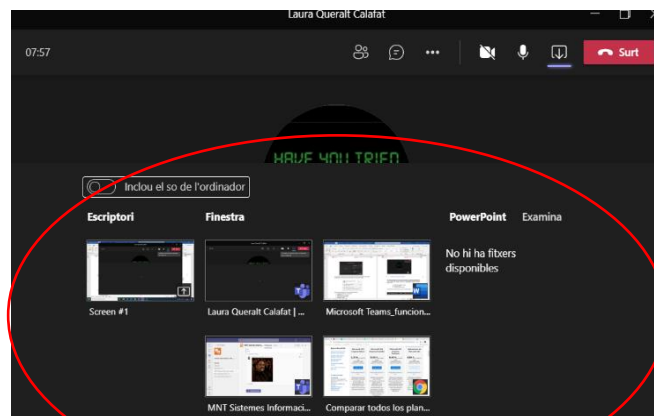 Laura Queralt Calafat
07:57
Surt
HAVE YOU TRIED
Inclou el so de l'ordinador
Escriptori
Finestra
PowerPoint
Examina
No hi ha fitxers
disponibles
Screen #1
Laura Queralt Calafat | ...
Microsoft Teams_funcion...
MNT Sistemes Informaci...
Comparar todos los plan...